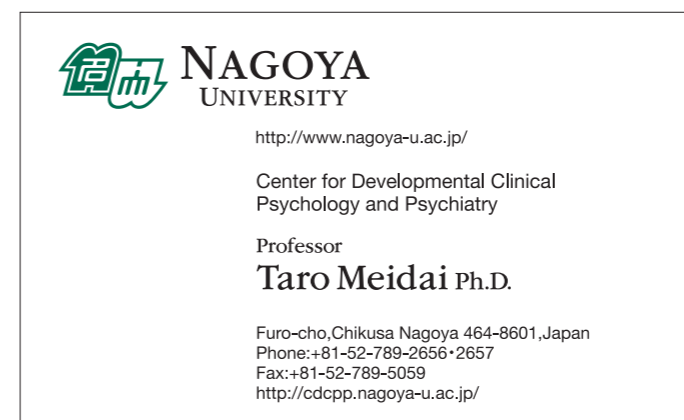 名大
NAGOYA
UNIVERSITY
http://www.nagoya-u.ac.jp/
Center for Developmental Clinical
Psychology and Psychiatry
Professor
Taro Meidai Ph.D.
Furo-cho,Chikusa Nagoya 464-8601,Japan
Phone:+81-52-789-2656・2657
Fax:+81-52-789-5059
http://cdcpp.nagoya-u.ac.jp/